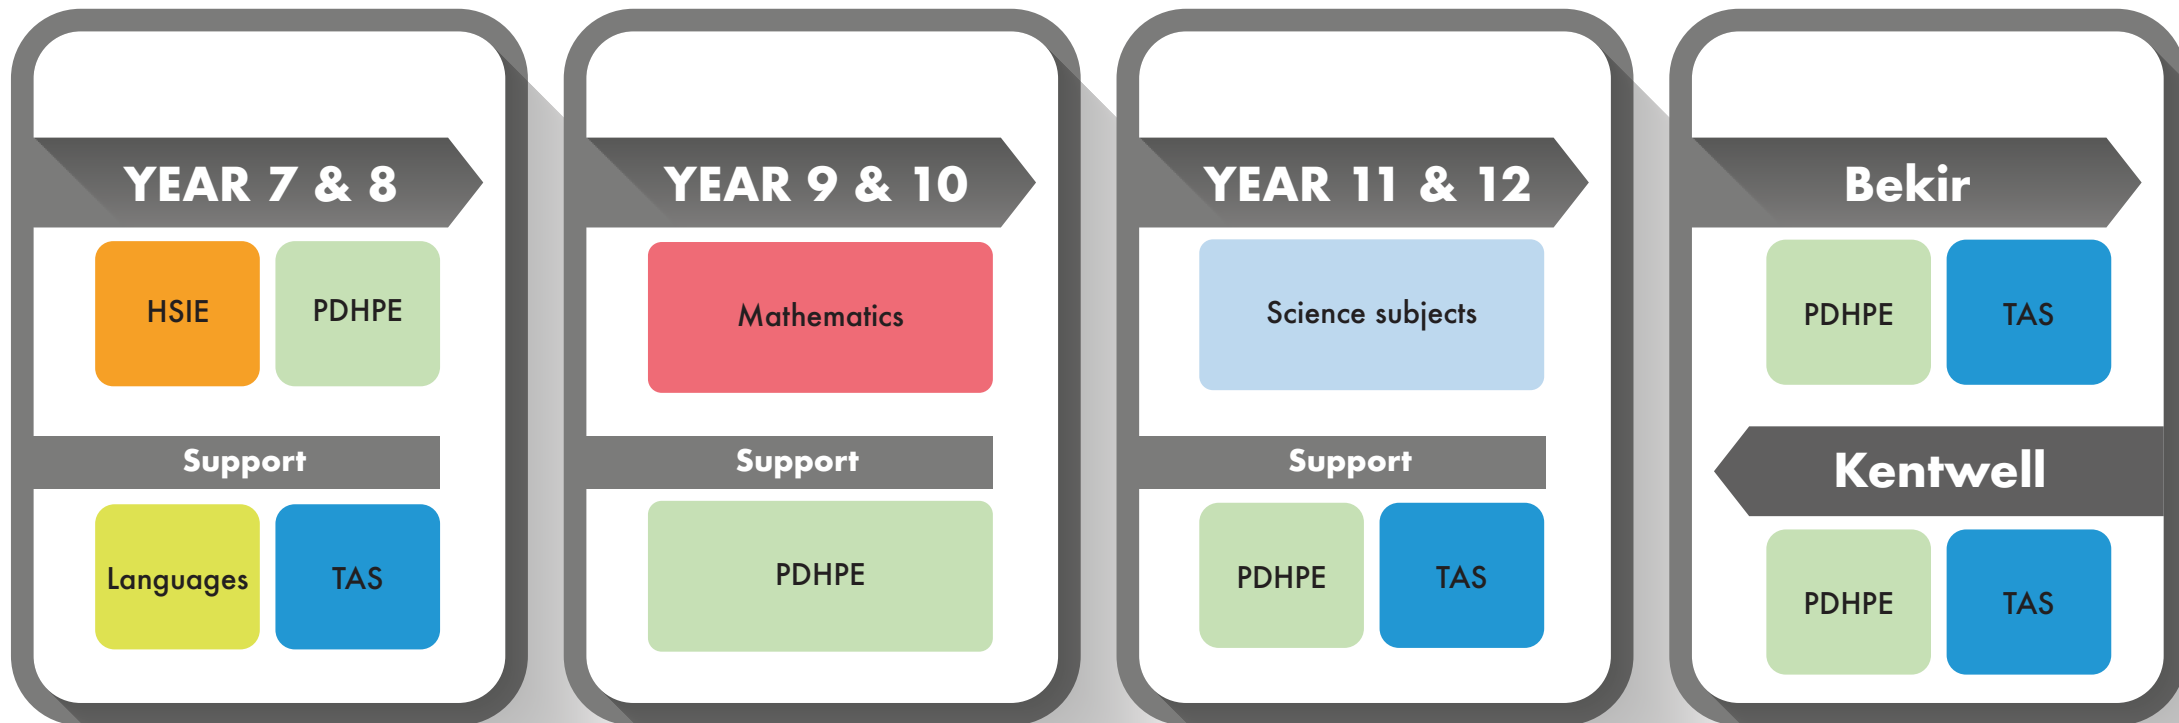 YEAR 7 & 8
HSIE
PDHPE
Support
Languages
TAS
YEAR 9 & 10
Mathematics
Support
PDHPE
YEAR 11 & 12
Science subjects
Support
PDHPE
TAS
Bekir
PDHPE
TAS
Kentwell
PDHPE
TAS